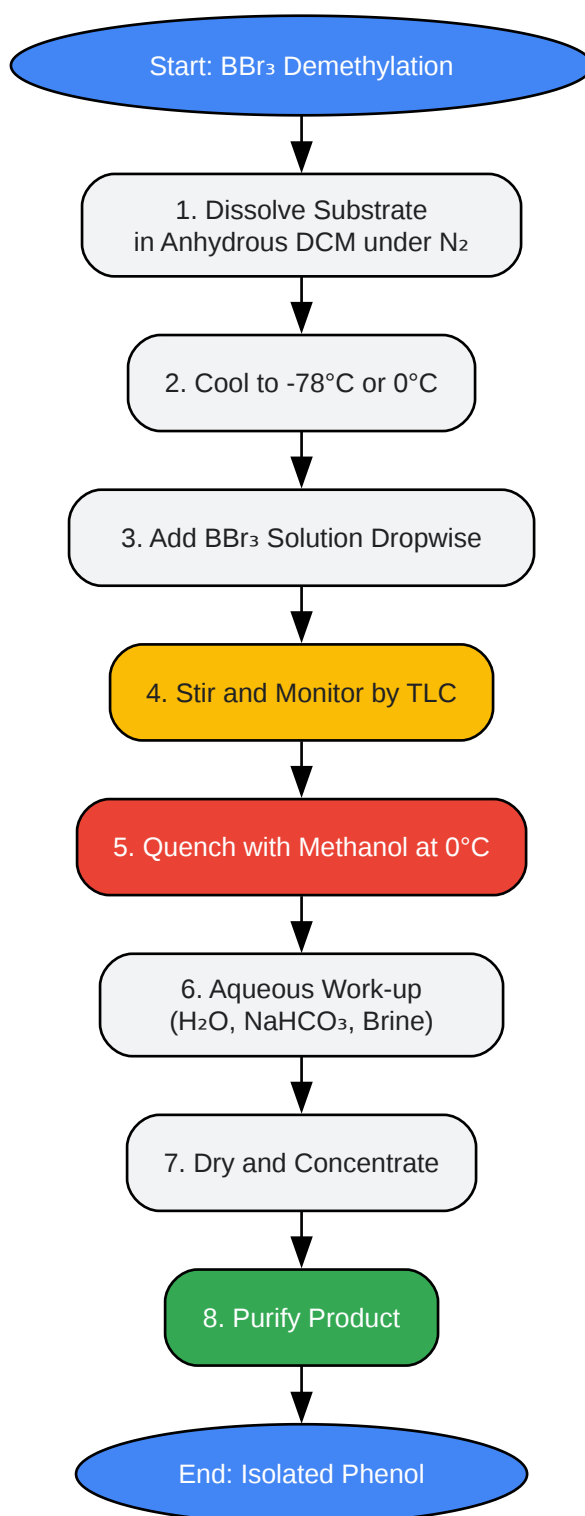 Start: BBr₃ Demethylation
1. Dissolve Substrate
in Anhydrous DCM under N₂
2. Cool to -78°C or 0°C
3. Add BBr₃ Solution Dropwise
4. Stir and Monitor by TLC
5. Quench with Methanol at 0°C
6. Aqueous Work-up
(H₂O, NaHCO₃, Brine)
7. Dry and Concentrate
8. Purify Product
End: Isolated Phenol